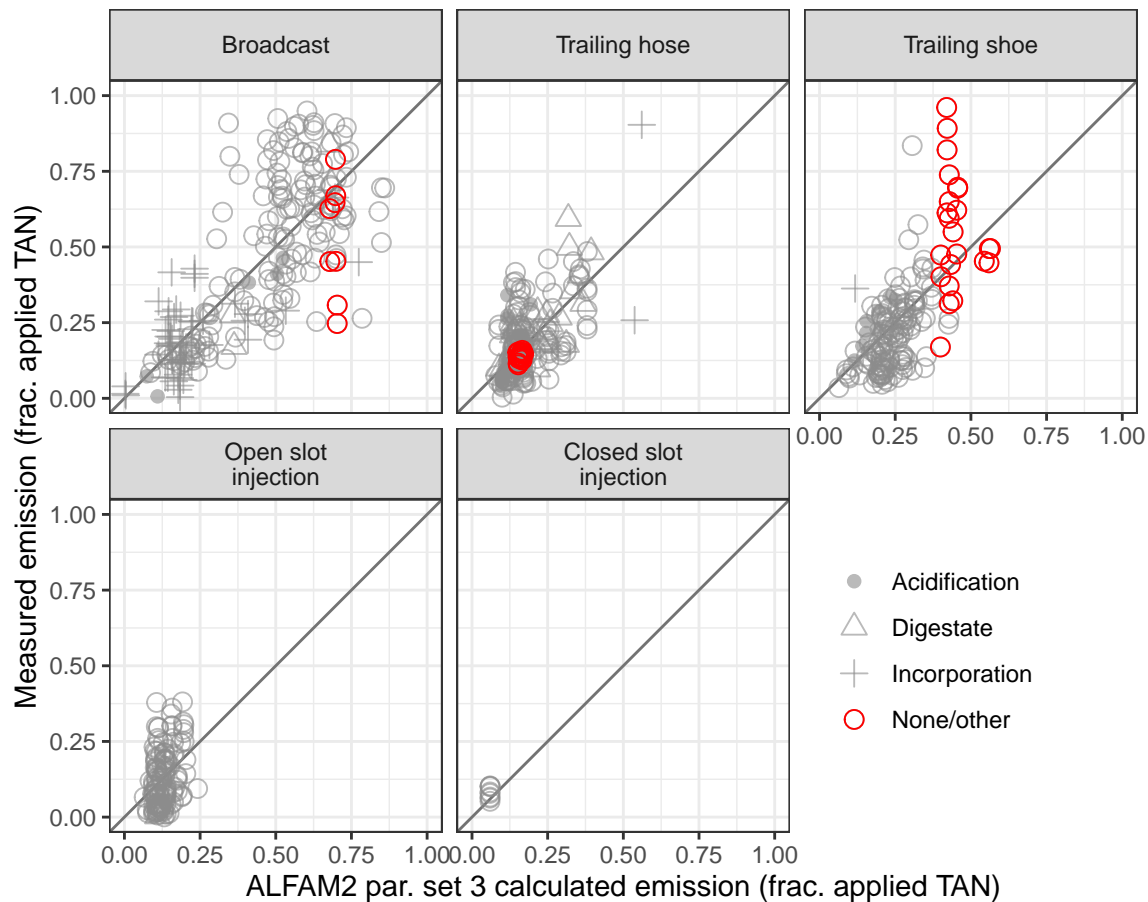 Broadcast
Trailing hose
Trailing shoe
1.00
0.75
0.50
0.25
0.00
0.00 0.25 0.50 0.75 1.00
Open slot
injection
Closed slot
injection
1.00
0.75
0.50
0.25
0.00
0.00 0.25 0.50 0.75 1.00
0.00 0.25 0.50 0.75 1.00
Acidification
Digestate
Incorporation
None/other
Measured emission (frac. applied TAN)
ALFAM2 par. set 3 calculated emission (frac. applied TAN)